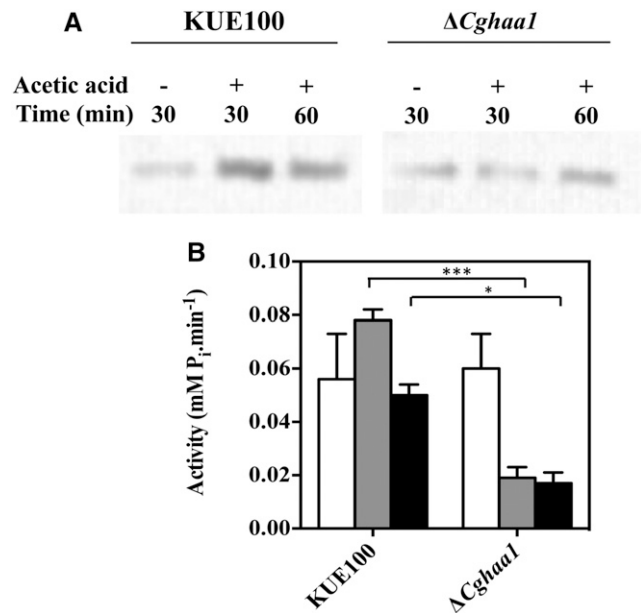 A
KUE100
ΔCghaa1
Acetic acid - + + - + +
Time (min) 30 30 60 30 30 60
B
Activity (mM Pi.min-1)
0.10
0.08
0.06
0.04
0.02
0.00
***
*
KUE100
ΔCghaa1